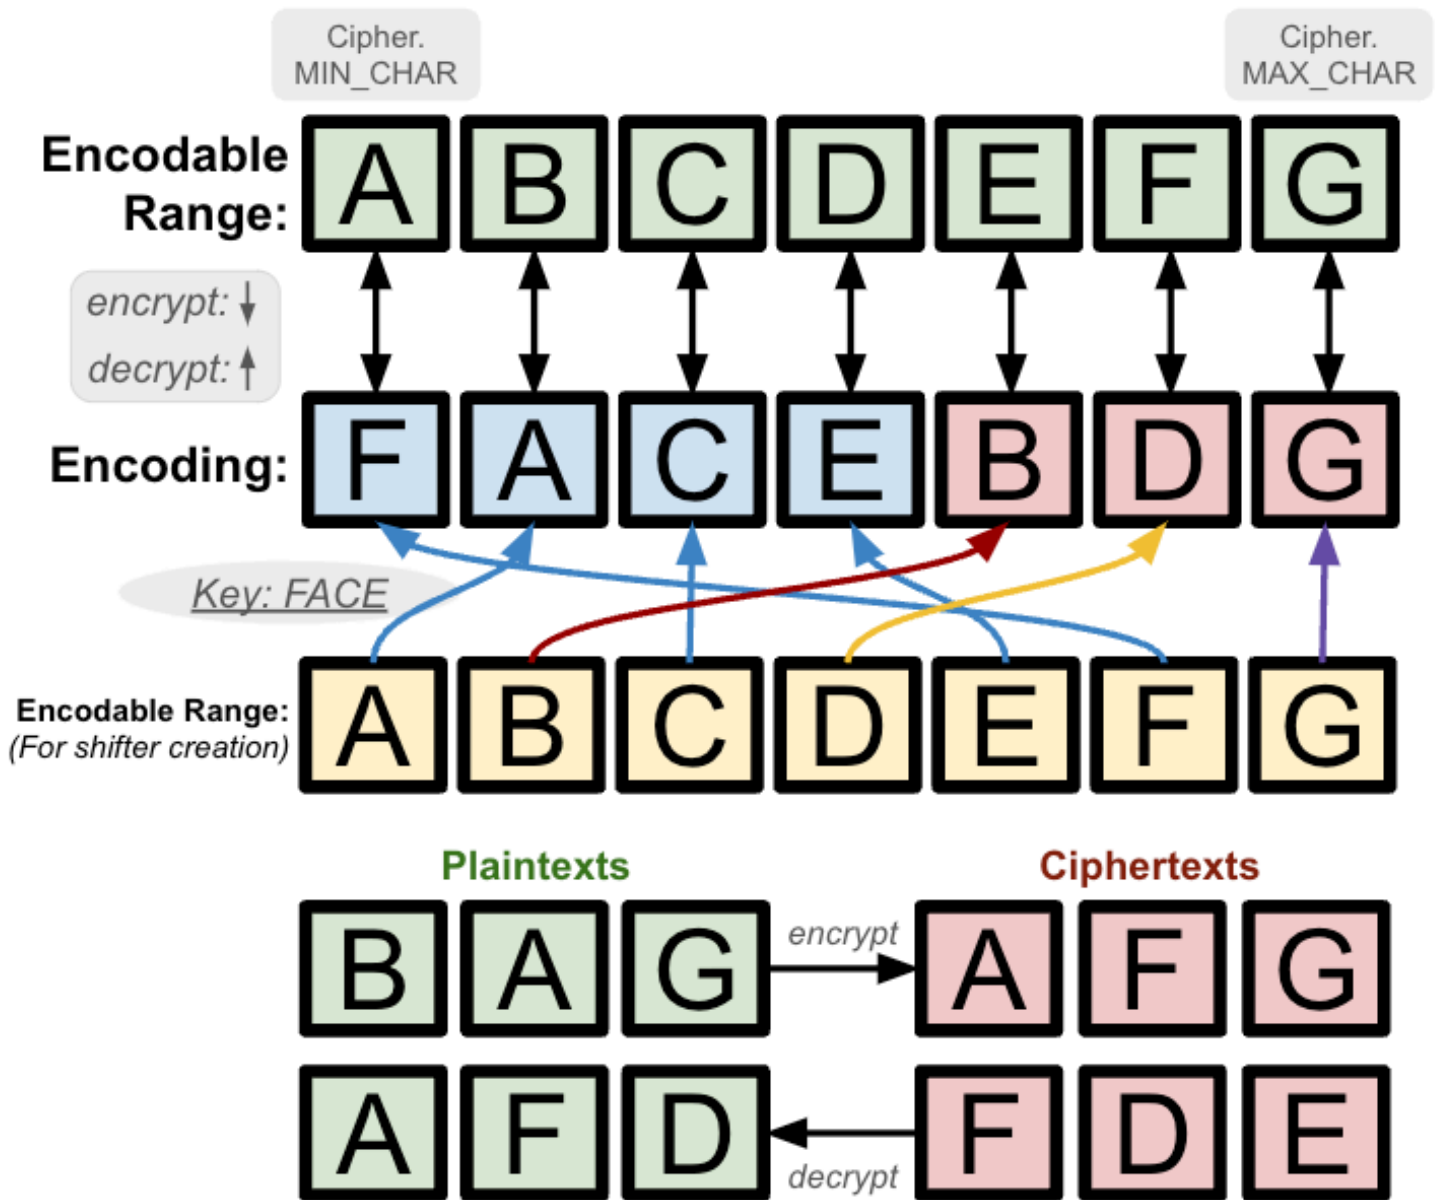 Cipher.
MIN_CHAR
Cipher.
MAX_CHAR
Encodable
Range:
A B C D E F G
encrypt: ↓
decrypt: ↑
Encoding:
F A C E B D G
Key: FACE
Encodable Range:
(For shifter creation)
A B C D E F G
Plaintexts
Ciphertexts
B A G
encrypt
A F G
A F D
decrypt
F D E